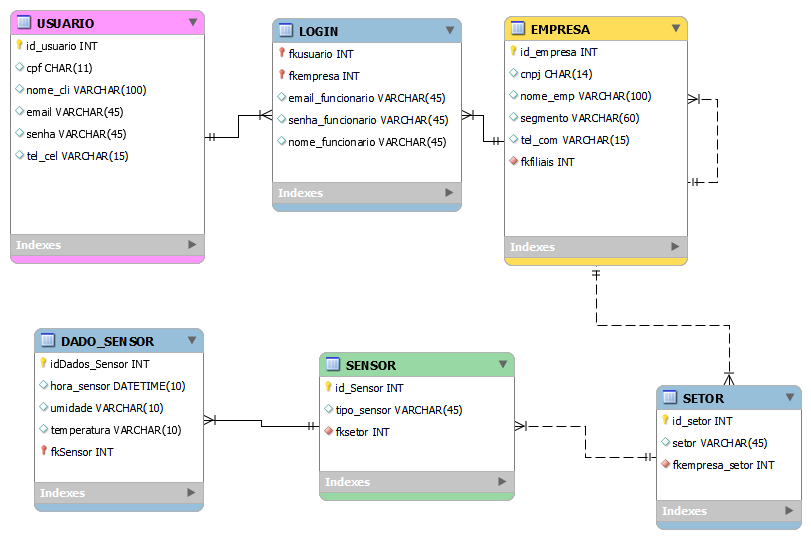 USUARIO
id_usuario INT
cpf CHAR(11)
nome_cli VARCHAR(100)
email VARCHAR(45)
senha VARCHAR(45)
tel_cel VARCHAR(15)
Indexes
LOGIN
fkusuario INT
fkempresa INT
email_funcionario VARCHAR(45)
senha_funcionario VARCHAR(45)
nome_funcionario VARCHAR(45)
Indexes
EMPRESA
id_empresa INT
cnpj CHAR(14)
nome_emp VARCHAR(100)
segmento VARCHAR(60)
tel_com VARCHAR(15)
fkfiliais INT
Indexes
DADO_SENSOR
idDados_Sensor INT
hora_sensor DATETIME(10)
umidade VARCHAR(10)
temperatura VARCHAR(10)
fkSensor INT
Indexes
SENSOR
id_Sensor INT
tipo_sensor VARCHAR(45)
fksetor INT
Indexes
SETOR
id_setor INT
setor VARCHAR(45)
fkempresa_setor INT
Indexes